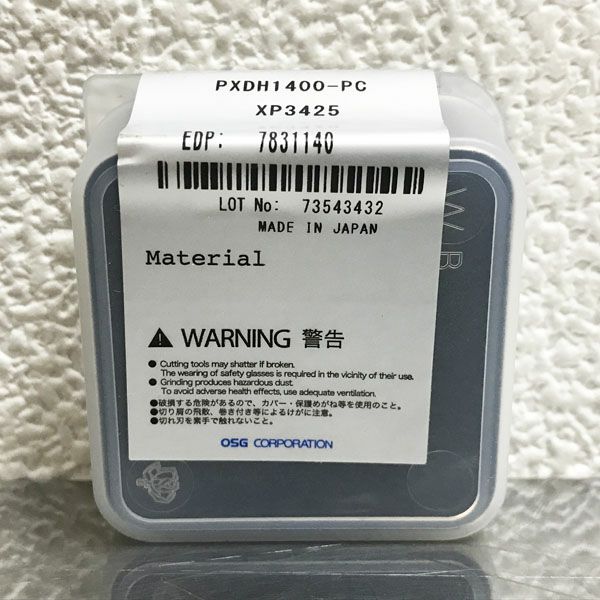 PXDH1400-PC
XP3425
EDP: 7831140
LOT No: 73543432
MADE IN JAPAN
Material
WARNING 警告
● Cutting tools may shatter if broken.
The wearing of safety glasses is required in the vicinity of their use.
● Grinding produces hazardous dust.
To avoid adverse health effects, use adequate ventilation.
●破損する危険があるので、カバー・保護めがね等を使用のこと。
●切り屑の飛散、巻き付き等によるけがに注意。
●切れ刃を素手で触れないこと。
OSG CORPORATION